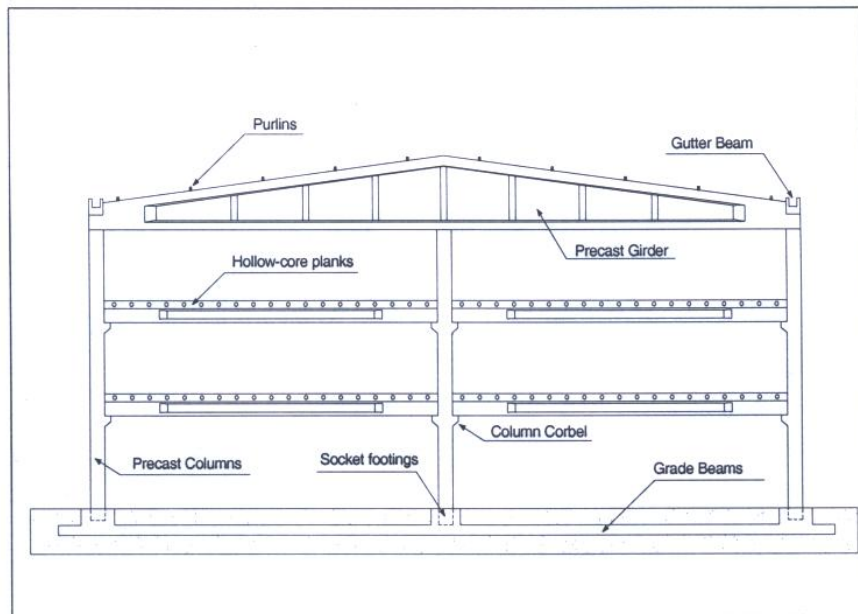 Purlins
Gutter Beam
Precast Girder
Hollow-core planks
Column Corbel
Precast Columns
Socket footings
Grade Beams